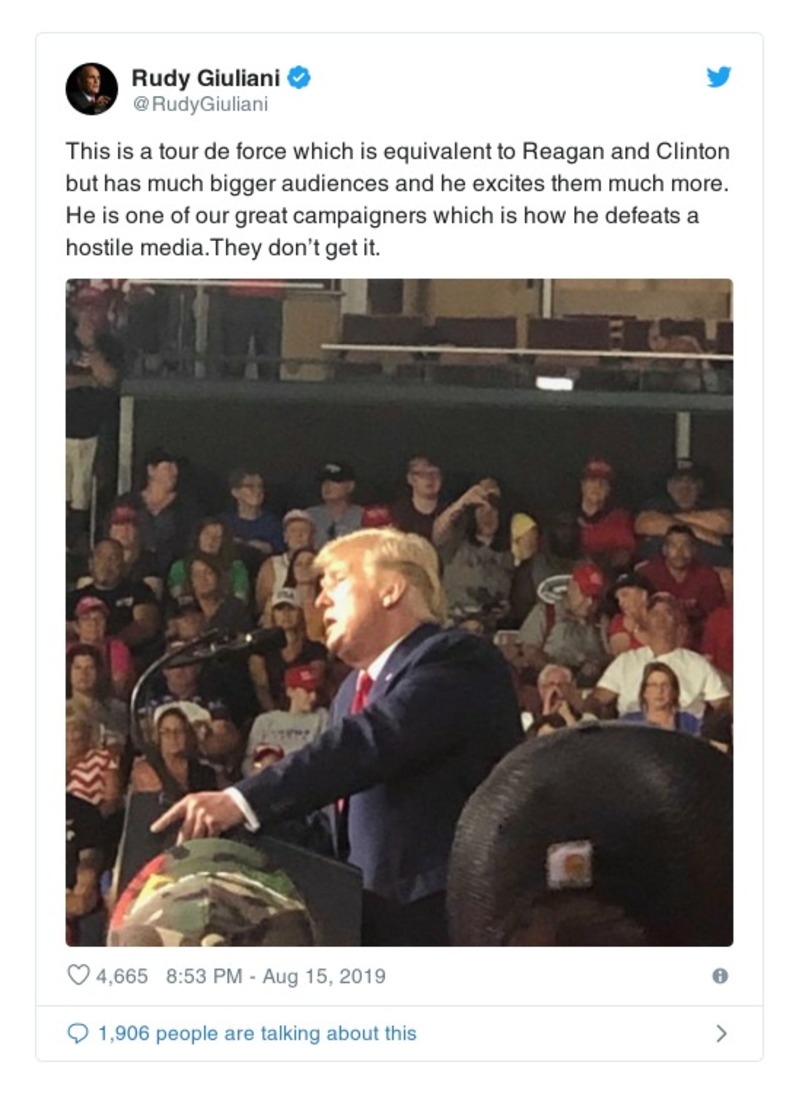 Rudy Giuliani
@RudyGiuliani
This is a tour de force which is equivalent to Reagan and Clinton
but has much bigger audiences and he excites them much more.
He is one of our great campaigners which is how he defeats a
hostile media.They don’t get it.
USA
4,665 8:53 PM - Aug 15, 2019
1,906 people are talking about this